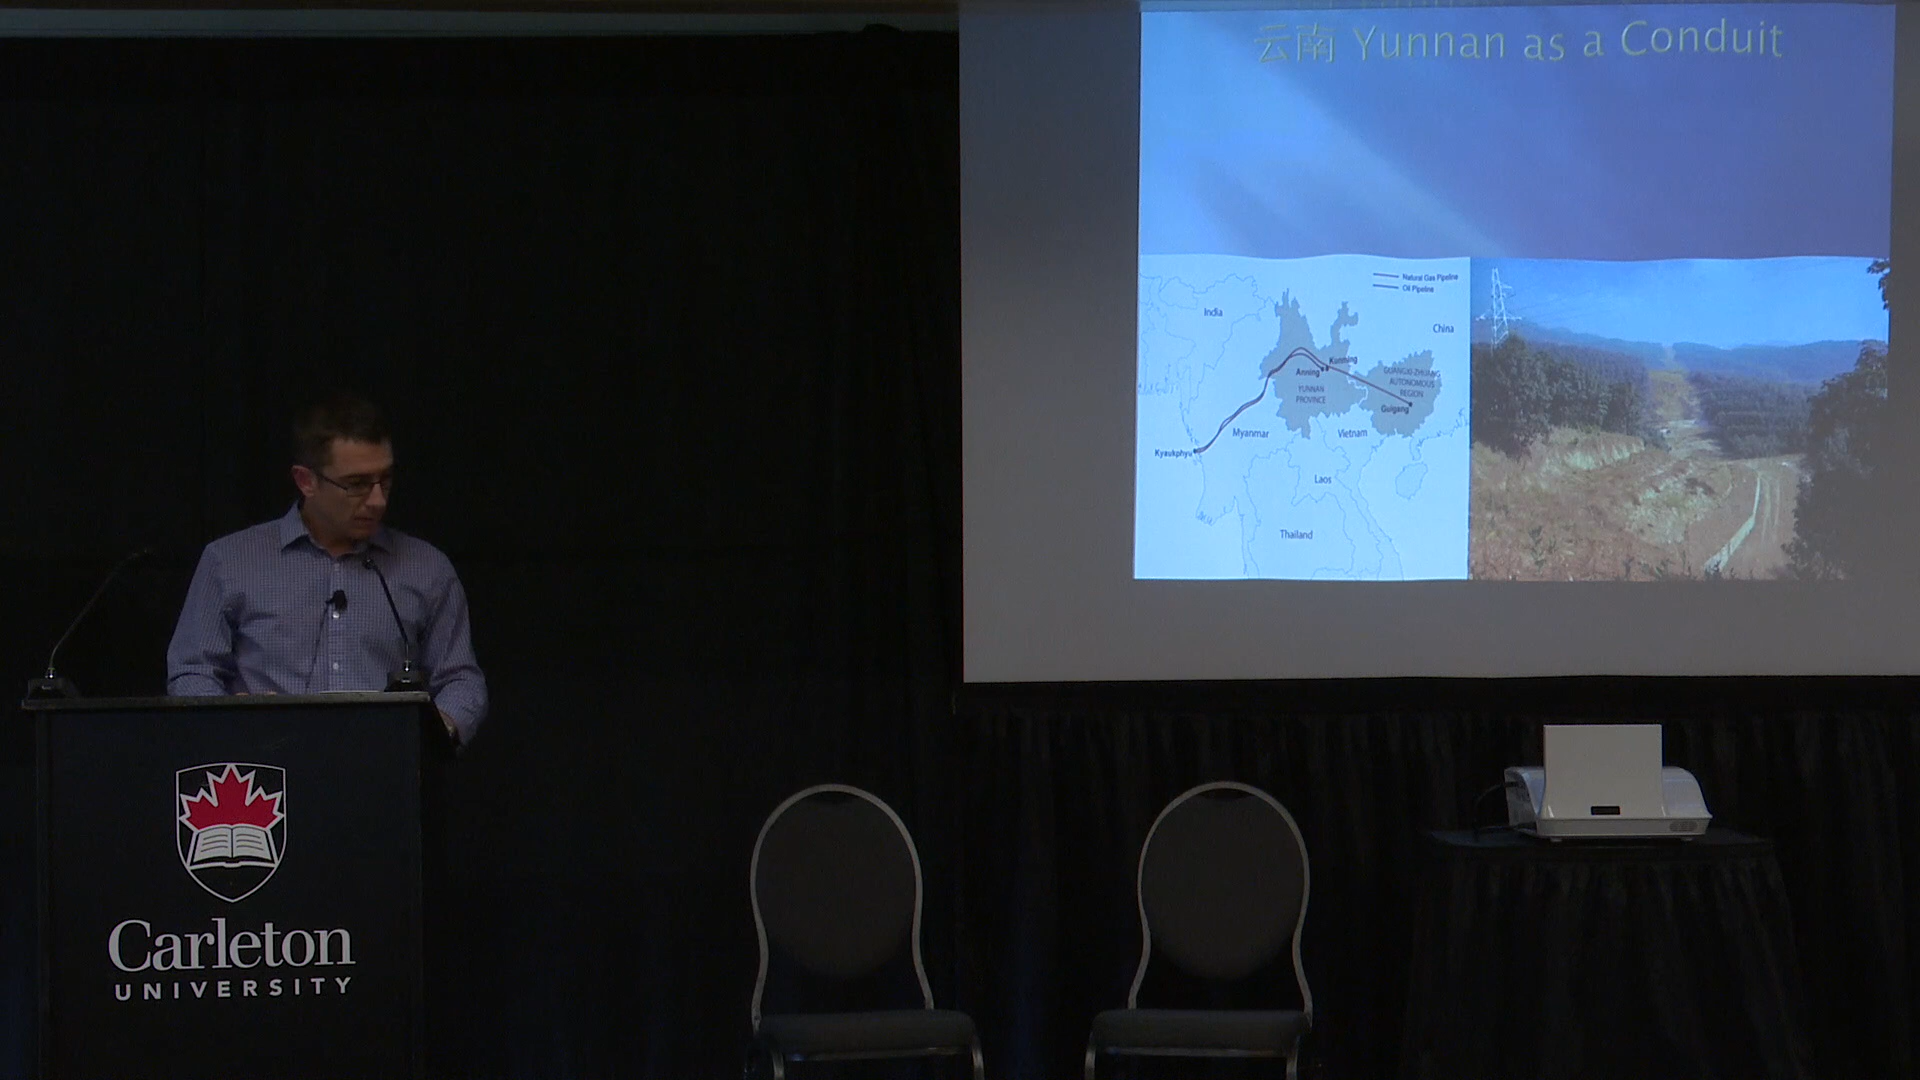 云南 Yunnan as a Conduit
Natural Gas Pipeline
Oil Pipeline
India
China
Kunming
Anning
GUANGXI-ZHUANG
AUTONOMOUS
REGION
YUNNAN
PROVINCE
Guigang
Myanmar
Vietnam
Kyaukphyu
Laos
Thailand
Carleton
UNIVERSITY